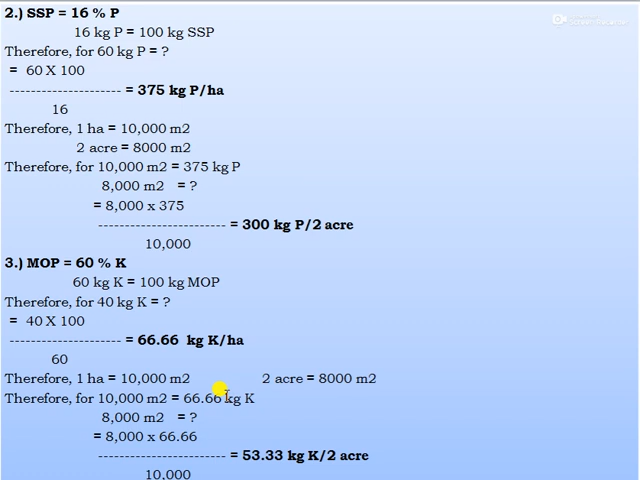 2.) SSP = 16 % P
16 kg P = 100 kg SSP
Therefore, for 60 kg P = ?
= 60 X 100
--------------------- = 375 kg P/ha
16
Therefore, 1 ha = 10,000 m2
2 acre = 8000 m2
Therefore, for 10,000 m2 = 375 kg P
8,000 m2 = ?
= 8,000 x 375
------------------------ = 300 kg P/2 acre
10,000
3.) MOP = 60 % K
60 kg K = 100 kg MOP
Therefore, for 40 kg K = ?
= 40 X 100
--------------------- = 66.66 kg K/ha
60
Therefore, 1 ha = 10,000 m2 2 acre = 8000 m2
Therefore, for 10,000 m2 = 66.66 kg K
8,000 m2 = ?
= 8,000 x 66.66
------------------------ = 53.33 kg K/2 acre
10,000